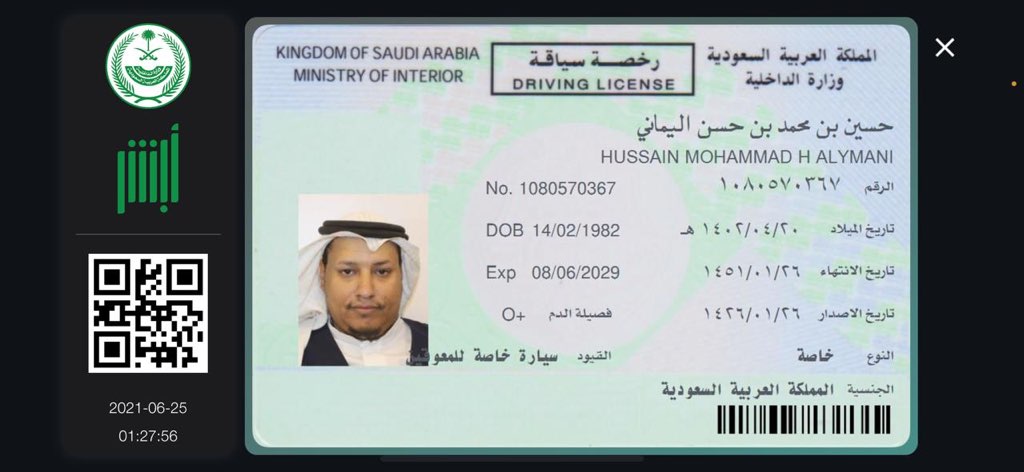 أبشر
2021-06-25
01:27:56
KINGDOM OF SAUDI ARABIA
MINISTRY OF INTERIOR
رخصة سياقة
DRIVING LICENSE
المملكة العربية السعودية
وزارة الداخلية
حسين بن محمد بن حسن اليماني
HUSSAIN MOHAMMAD H ALYMANI
No. 1080570367 الرقم ١٠٨٠٥٧٠٣٦٧
DOB 14/02/1982 تاريخ الميلاد ١٤٠٢/٠٤/٢٠ هـ
Exp 08/06/2029 تاريخ الانتهاء ١٤٥١/٠١/٢٦
O+ فصيلة الدم تاريخ الاصدار ١٤٢٦/٠١/٢٦
النوع خاصة القيود سيارة خاصة للمعوقين
الجنسية المملكة العربية السعودية